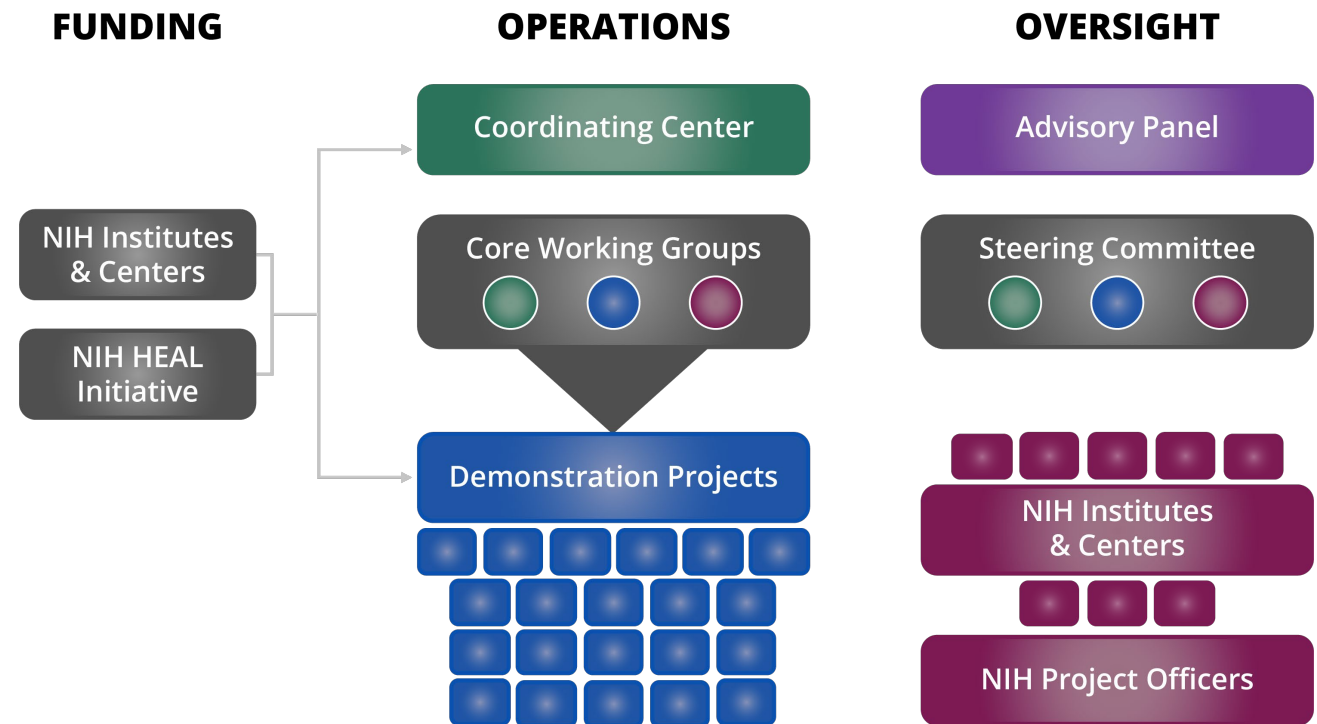 FUNDING
OPERATIONS
OVERSIGHT
NIH Institutes
& Centers
NIH HEAL
Initiative
Coordinating Center
Core Working Groups
Demonstration Projects
Advisory Panel
Steering Committee
NIH Institutes
& Centers
NIH Project Officers